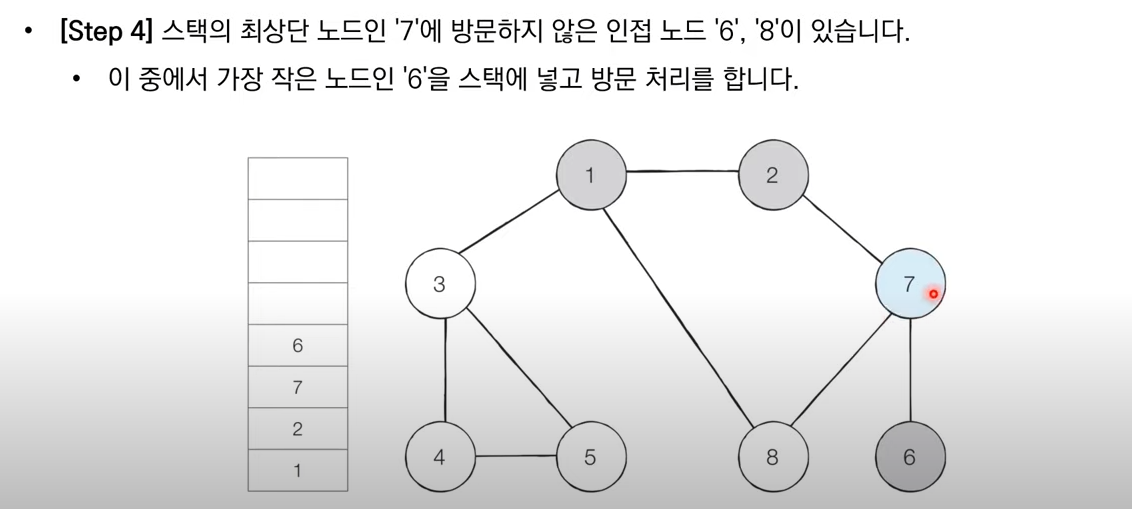 • [Step 4] 스택의 최상단 노드인 '7'에 방문하지 않은 인접 노드 '6', '8'이 있습니다.
• 이 중에서 가장 작은 노드인 '6'을 스택에 넣고 방문 처리를 합니다.
1 2
3 7
6
7
2
1
4 5 8 6